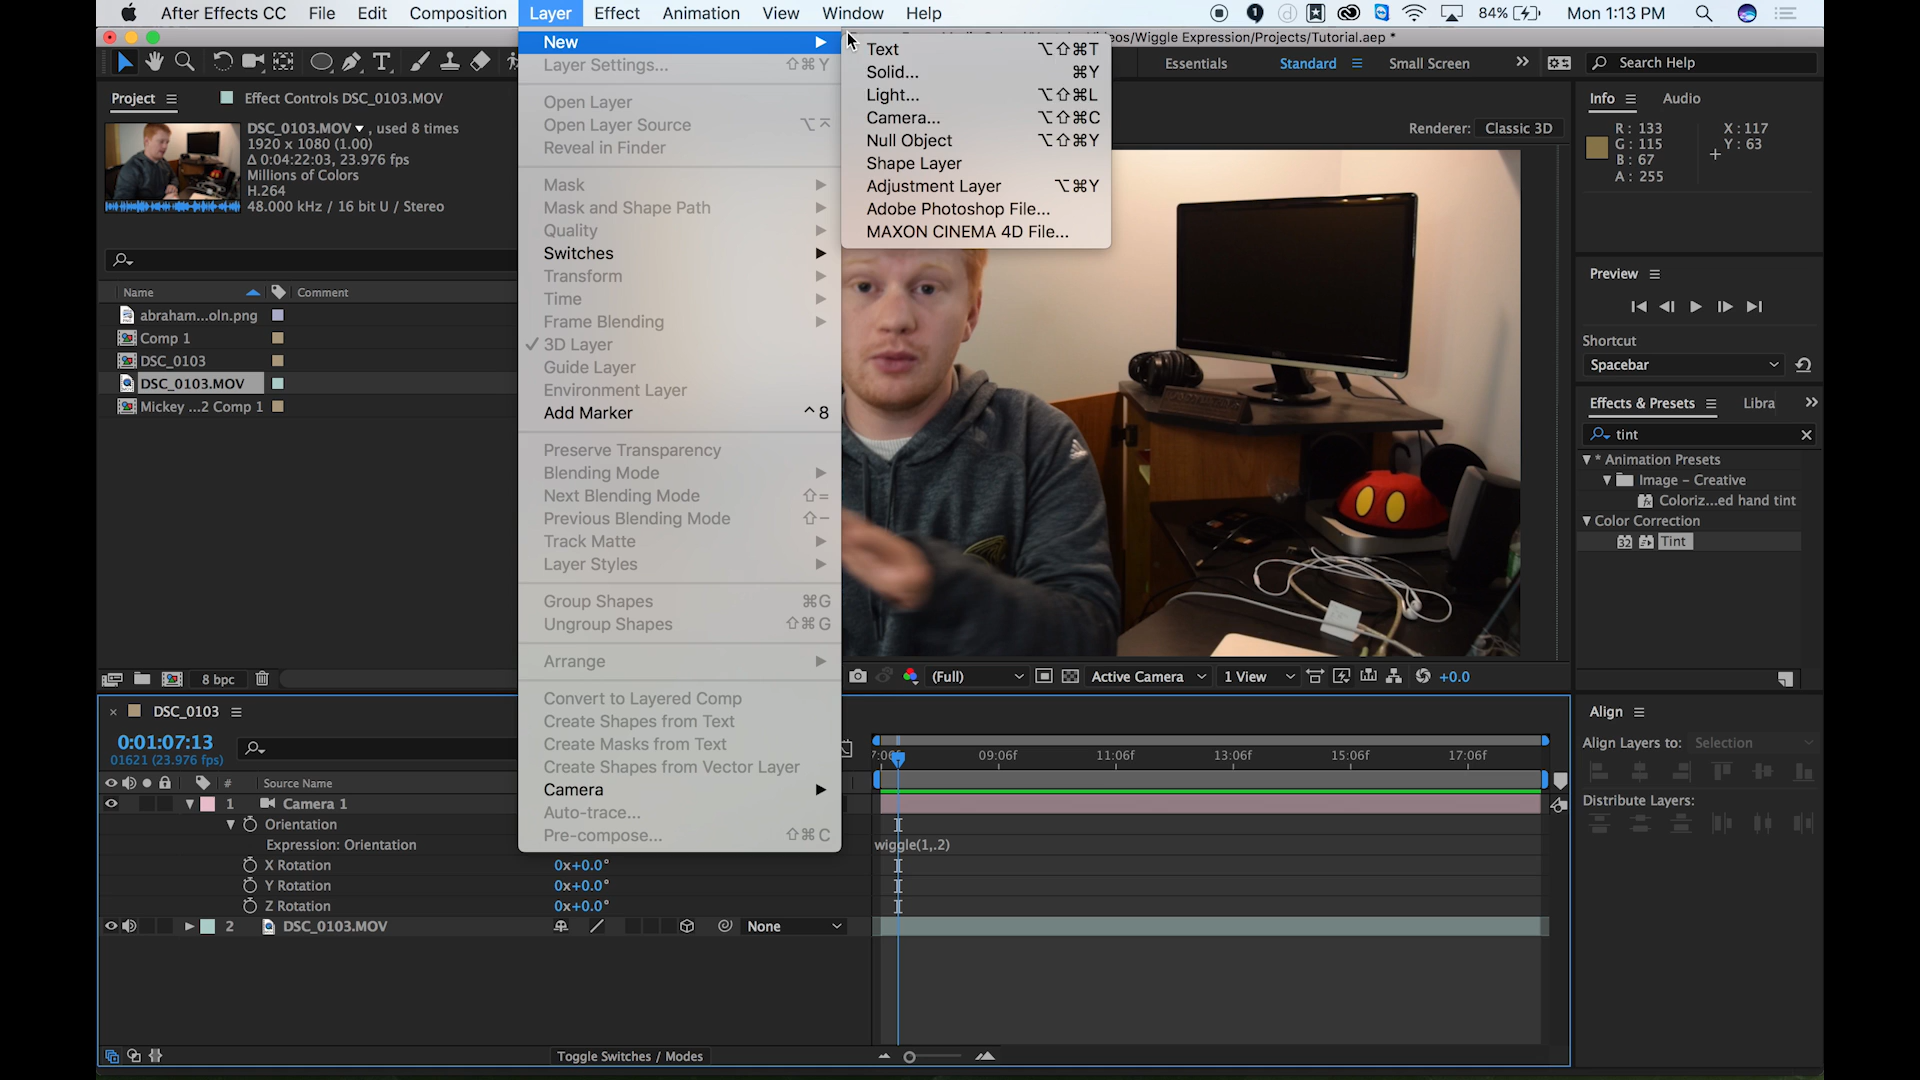 After Effects CC File Edit Composition Layer Effect Animation View Window Help
84% Mon 1:13 PM
os/Wiggle Expression/Projects/Tutorial.aep *
Essentials Standard Small Screen Search Help
Project
Effect Controls DSC_0103.MOV
DSC_0103.MOV , used 8 times
1920 x 1080 (1.00)
Δ 0:04:22:03, 23.976 fps
Millions of Colors
H.264
48.000 kHz / 16 bit U / Stereo
Name Comment
abraham...oln.png
Comp 1
DSC_0103
DSC_0103.MOV
Mickey ...2 Comp 1
8 bpc
New
Layer Settings... ⇧⌘Y
Open Layer
Open Layer Source
Reveal in Finder
Mask
Mask and Shape Path
Quality
Switches
Transform
Time
Frame Blending
✓ 3D Layer
Guide Layer
Environment Layer
Add Marker ^8
Preserve Transparency
Blending Mode
Next Blending Mode ⇧=
Previous Blending Mode ⇧-
Track Matte
Layer Styles
Group Shapes ⌘G
Ungroup Shapes ⇧⌘G
Arrange
Convert to Layered Comp
Create Shapes from Text
Create Masks from Text
Create Shapes from Vector Layer
Camera
Auto-trace...
Pre-compose... ⇧⌘C
Text ⌥⇧⌘T
Solid... ⌘Y
Light... ⌥⇧⌘L
Camera... ⌥⇧⌘C
Null Object ⌥⇧⌘Y
Shape Layer
Adjustment Layer ⌥⌘Y
Adobe Photoshop File...
MAXON CINEMA 4D File...
Renderer: Classic 3D
(Full) Active Camera 1 View +0.0
Info Audio
R: 133
G: 115
B: 67
A: 255
X: 117
Y: 63
Preview
Shortcut
Spacebar
Effects & Presets Libra
tint
* Animation Presets
Image – Creative
Coloriz...ed hand tint
Color Correction
32 Tint
Align
Align Layers to: Selection
Distribute Layers:
DSC_0103
0:01:07:13
01621 (23.976 fps)
09:06f 11:06f 13:06f 15:06f 17:06f
# Source Name
1 Camera 1
Orientation
Expression: Orientation
wiggle(1,.2)
X Rotation 0x+0.0°
Y Rotation 0x+0.0°
Z Rotation 0x+0.0°
2 DSC_0103.MOV None
Toggle Switches / Modes